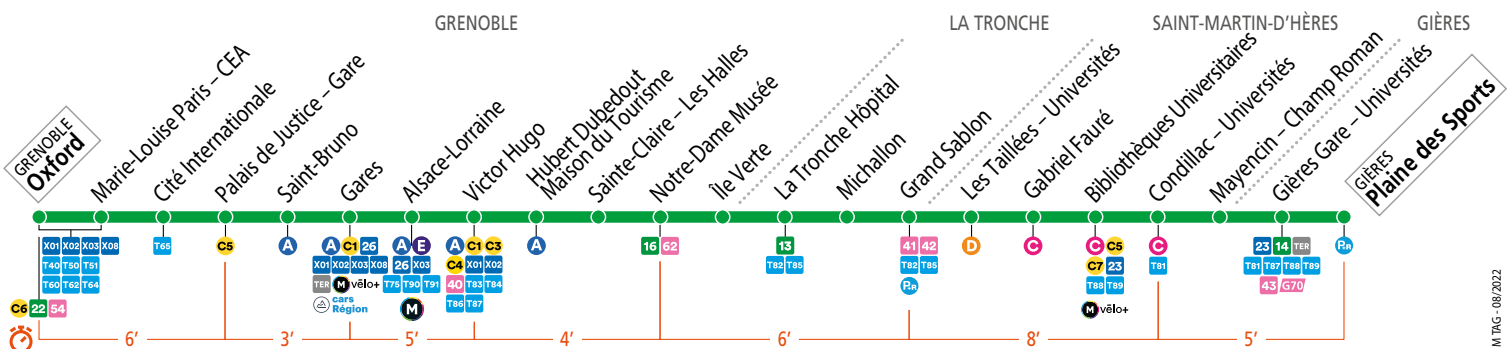 GRENOBLE
LA TRONCHE
SAINT-MARTIN-D'HÈRES
GIÈRES
GRENOBLE
Oxford
Marie-Louise Paris – CEA
Cité Internationale
Palais de Justice – Gare
Saint-Bruno
Gares
Alsace-Lorraine
Victor Hugo
Hubert Dubedout
Maison du Tourisme
Sainte-Claire – Les Halles
Notre-Dame Musée
Île Verte
La Tronche Hôpital
Michallon
Grand Sablon
Les Taillées – Universités
Gabriel Fauré
Bibliothèques Universitaires
Condillac – Universités
Mayencin – Champ Roman
Gières Gare – Universités
GIÈRES
Plaine des Sports
X01 X02 X03 X08
T40 T50 T51
T60 T62 T64
C6 22 54
T65
C5
A
A C1 26
X01 X02 X03 X08
TER M vélo+
cars
Région
A E
26 X03
T75 T90 T91
M
A C1 C3
C4 X01 X02
40 T83 T84
T86 T87
A
16 62
13
T82 T85
41 42
T82 T85
P+R
D
C
C C5
C7 23
T88 T89
M vélo+
C
T81
23 14 TER
T81 T87 T88 T89
43 G70
P+R
6’ 3’ 5’ 4’ 6’ 8’ 5’
M TAG - 08/2022